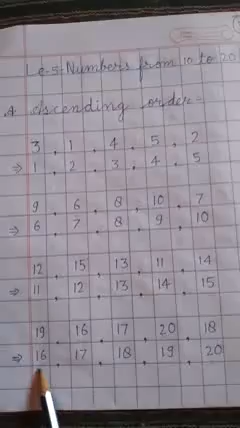 Le-5 Numbers from 10 to 20
A. Ascending order=
3, 1, 4, 5, 2
⇒ 1, 2, 3, 4, 5
9, 6, 8, 10, 7
⇒ 6, 7, 8, 9, 10
12, 15, 13, 11, 14
⇒ 11, 12, 13, 14, 15
19, 16, 17, 20, 18
⇒ 16, 17, 18, 19, 20